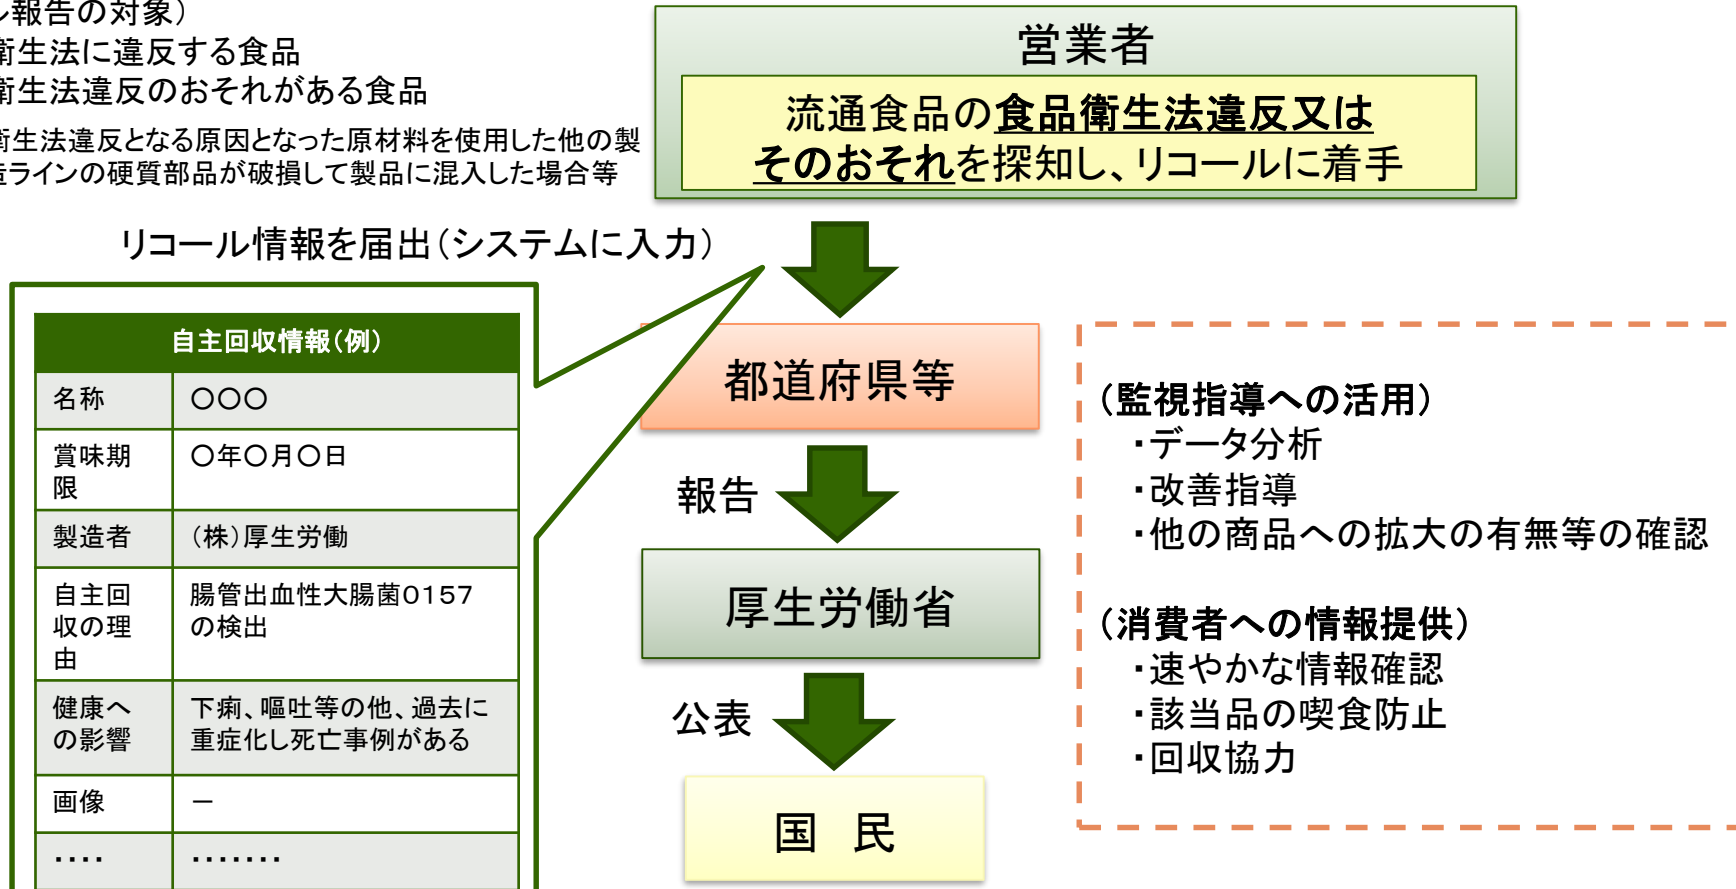 ル報告の対象）
衛生法に違反する食品
衛生法違反のおそれがある食品
衛生法違反となる原因となった原材料を使用した他の製
造ラインの硬質部品が破損して製品に混入した場合等
営業者
流通食品の食品衛生法違反又は
そのおそれを探知し、リコールに着手
リコール情報を届出（システムに入力）
自主回収情報（例）
名称 〇〇〇
賞味期
限
〇年〇月〇日
製造者 （株）厚生労働
自主回
収の理
由
腸管出血性大腸菌O157
の検出
健康へ
の影響
下痢、嘔吐等の他、過去に
重症化し死亡事例がある
画像 －
・・・・ ・・・・・・・
都道府県等
報告
厚生労働省
公表
国　民
（監視指導への活用）
・データ分析
・改善指導
・他の商品への拡大の有無等の確認
（消費者への情報提供）
・速やかな情報確認
・該当品の喫食防止
・回収協力